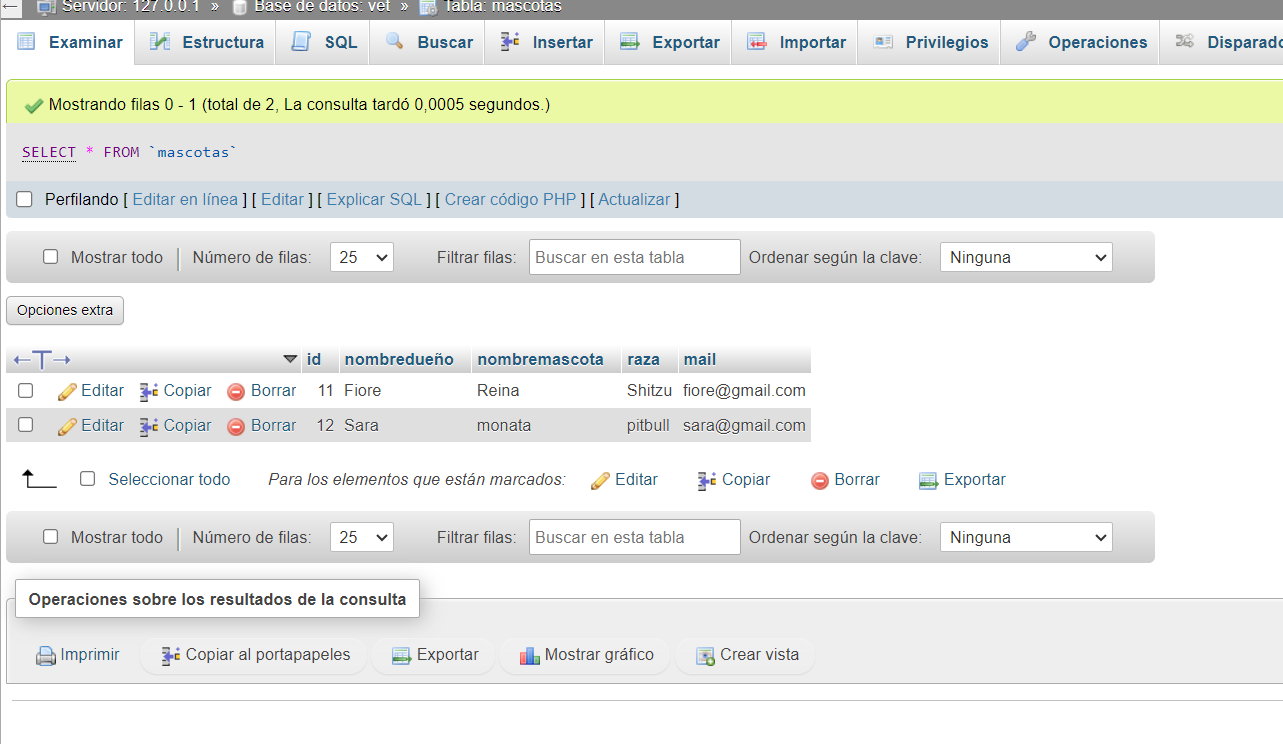 Servidor: 127.0.0.1 » Base de datos: vet » Tabla: mascotas
Examinar Estructura SQL Buscar Insertar Exportar Importar Privilegios Operaciones Disparado
Mostrando filas 0 - 1 (total de 2, La consulta tardó 0,0005 segundos.)
SELECT * FROM `mascotas`
Perfilando [ Editar en línea ] [ Editar ] [ Explicar SQL ] [ Crear código PHP ] [ Actualizar ]
Mostrar todo Número de filas: 25 Filtrar filas: Buscar en esta tabla Ordenar según la clave: Ninguna
Opciones extra
id nombredueño nombremascota raza mail
Editar Copiar Borrar 11 Fiore Reina Shitzu fiore@gmail.com
Editar Copiar Borrar 12 Sara monata pitbull sara@gmail.com
Seleccionar todo Para los elementos que están marcados: Editar Copiar Borrar Exportar
Mostrar todo Número de filas: 25 Filtrar filas: Buscar en esta tabla Ordenar según la clave: Ninguna
Operaciones sobre los resultados de la consulta
Imprimir Copiar al portapapeles Exportar Mostrar gráfico Crear vista